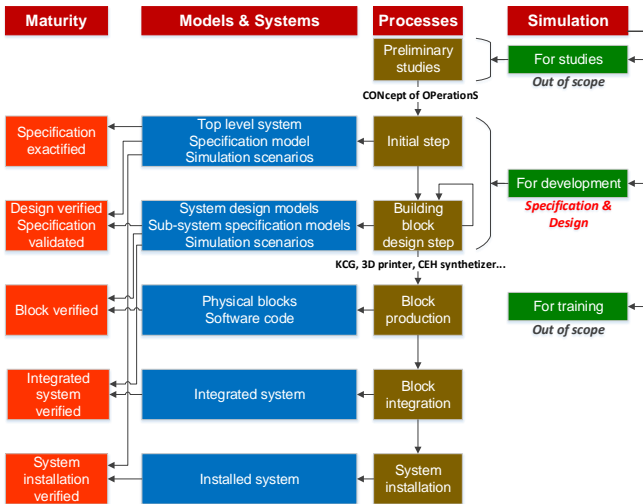 Maturity
Models & Systems
Processes
Simulation
Preliminary
studies
For studies
Out of scope
CONcept of OPerationS
Specification
exactified
Top level system
Specification model
Simulation scenarios
Initial step
For development
Specification &
Design
Design verified
Specification
validated
System design models
Sub-system specification models
Simulation scenarios
Building
block
design step
KCG, 3D printer, CEH synthetizer...
Block verified
Physical blocks
Software code
Block
production
For training
Out of scope
Integrated
system
verified
Integrated system
Block
integration
System
installation
verified
Installed system
System
installation